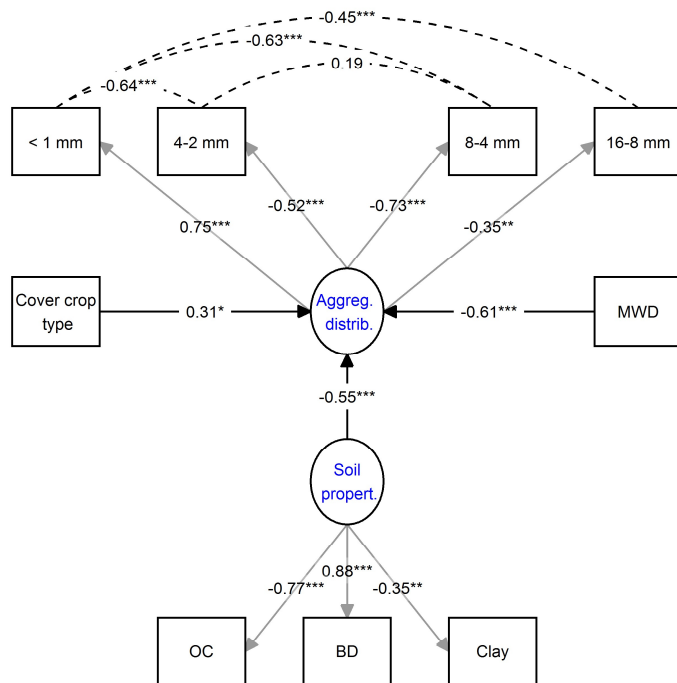 -0.45***
-0.63***
-0.64***
0.19
< 1 mm
4-2 mm
8-4 mm
16-8 mm
0.75***
-0.52***
-0.73***
-0.35**
Cover crop
type
0.31*
Aggreg.
distrib.
-0.61***
MWD
-0.55***
Soil
propert.
-0.77***
0.88***
-0.35**
OC
BD
Clay